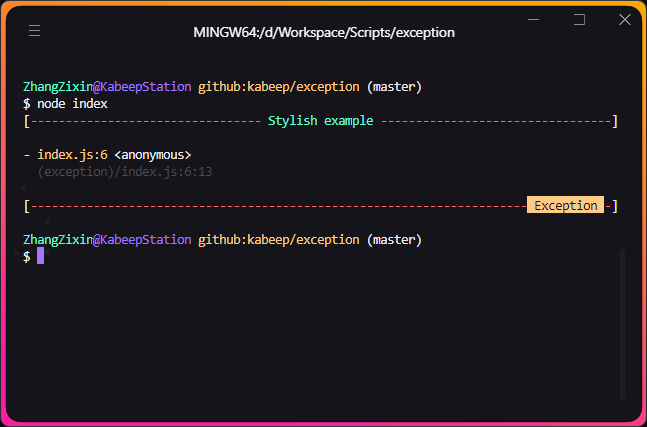 MINGW64:/d/Workspace/Scripts/exception
ZhangZixin@KabeepStation github:kabeep/exception (master)
$ node index
[--------------------------------- Stylish example ---------------------------------]
- index.js:6 <anonymous>
(exception)/index.js:6:13
[----------------------------------------------------------------------- Exception -]
ZhangZixin@KabeepStation github:kabeep/exception (master)
$